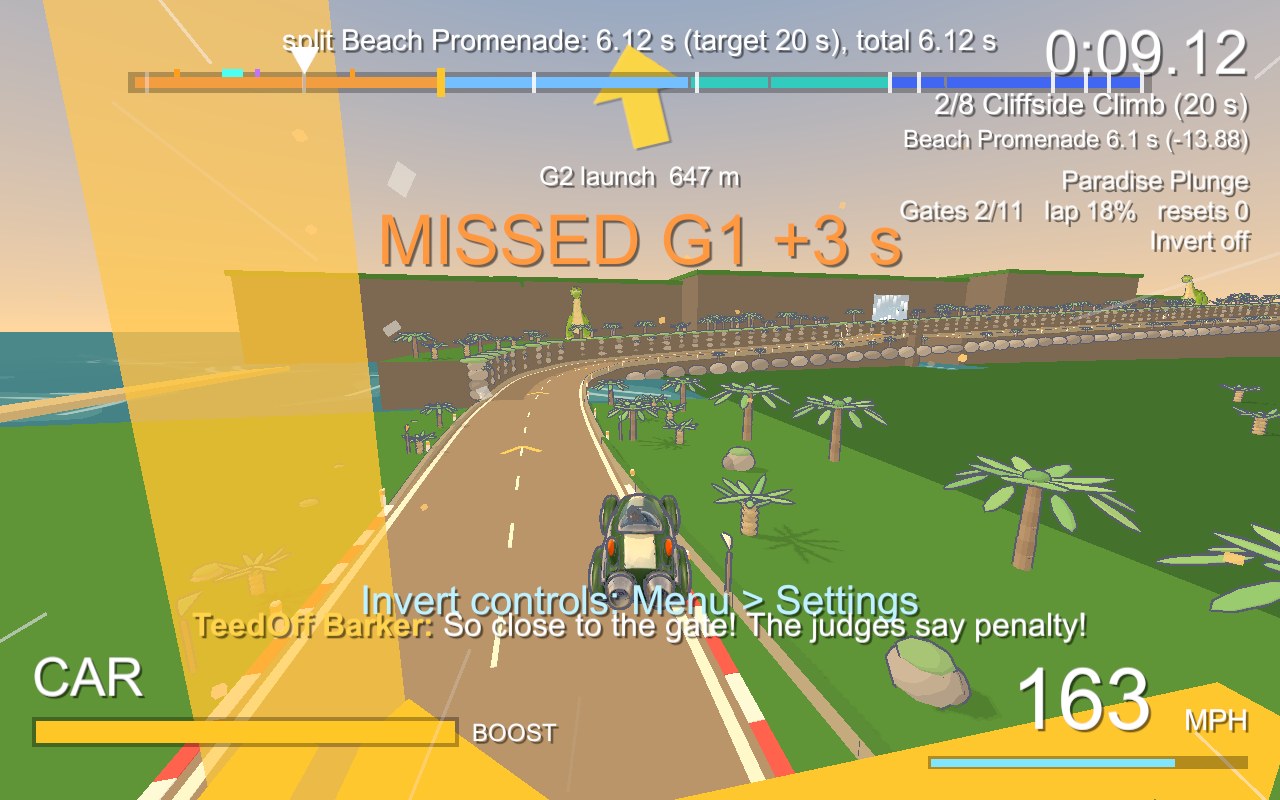 split Beach Promenade: 6.12 s (target 20 s), total 6.12 s
0:09.12
2/8 Cliffside Climb (20 s)
Beach Promenade 6.1 s (-13.88)
G2 launch 647 m
Paradise Plunge
Gates 2/11 lap 18% resets 0
Invert off
MISSED G1 +3 s
Invert controls: Menu > Settings
TeedOff Barker: So close to the gate! The judges say penalty!
CAR
BOOST
163 MPH